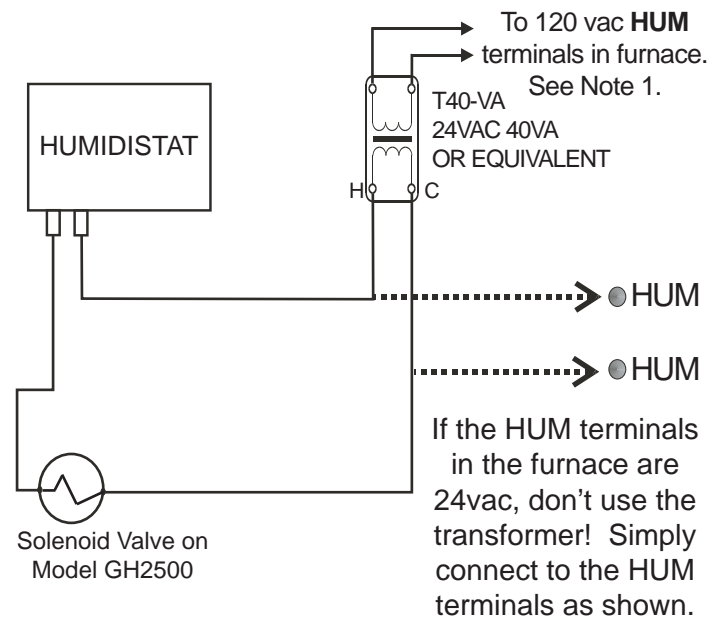 To 120 vac HUM
terminals in furnace.
See Note 1.
HUMIDISTAT
T40-VA
24VAC 40VA
OR EQUIVALENT
H
C
HUM
HUM
If the HUM terminals
in the furnace are
24vac, don't use the
transformer! Simply
connect to the HUM
terminals as shown.
Solenoid Valve on
Model GH2500